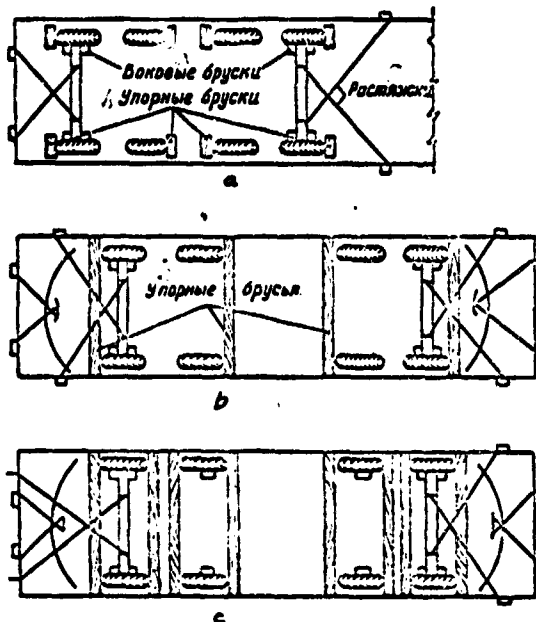 Боковые бруски
Упорные бруски
Растяжки
a
Упорные брусья
b
c